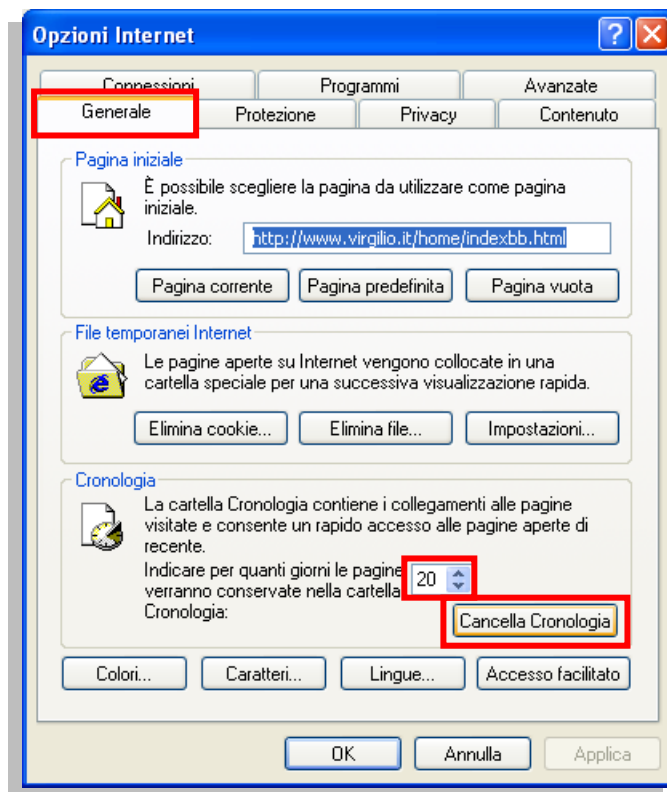 Opzioni Internet
Connessioni Programmi Avanzate
Generale Protezione Privacy Contenuto
Pagina iniziale
È possibile scegliere la pagina da utilizzare come pagina
iniziale.
Indirizzo: http://www.virgilio.it/home/indexbb.html
Pagina corrente Pagina predefinita Pagina vuota
File temporanei Internet
Le pagine aperte su Internet vengono collocate in una
cartella speciale per una successiva visualizzazione rapida.
Elimina cookie... Elimina file... Impostazioni...
Cronologia
La cartella Cronologia contiene i collegamenti alle pagine
visitate e consente un rapido accesso alle pagine aperte di
recente.
Indicare per quanti giorni le pagine 20
verranno conservate nella cartella
Cronologia:
Cancella Cronologia
Colori... Caratteri... Lingue... Accesso facilitato
OK Annulla Applica